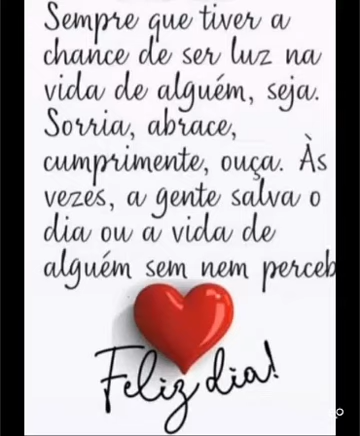 Sempre que tiver a
chance de ser luz na
vida de alguém, seja.
Sorria, abrace,
cumprimente, ouça. Às
vezes, a gente salva o
dia ou a vida de
alguém sem nem perceb
Feliz dia!